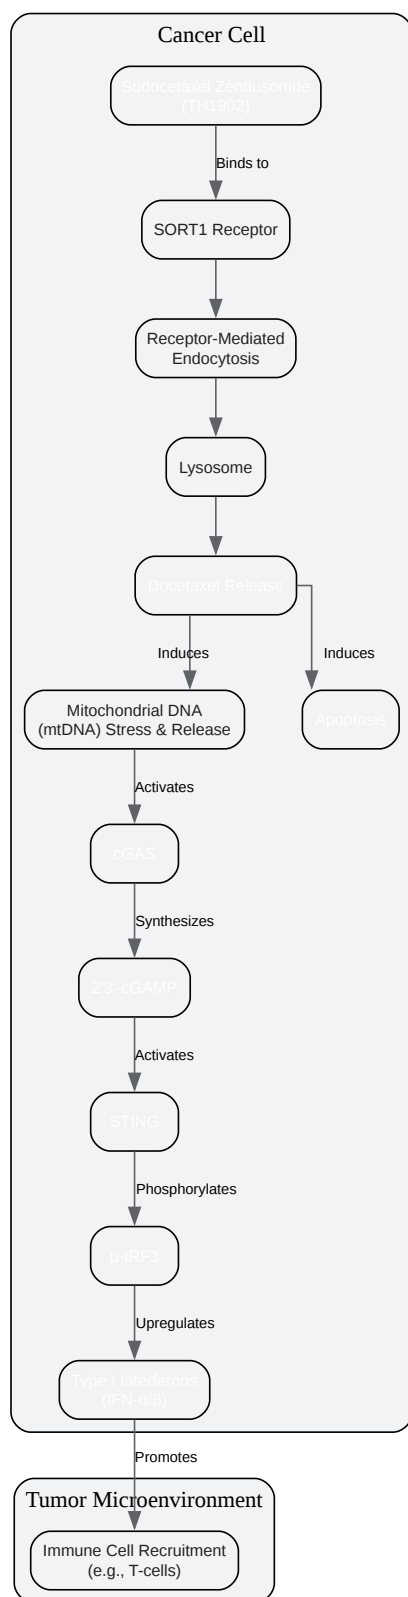 Cancer Cell
Sudocetaxel Zendusortide
(TH1902)
Binds to
SORT1 Receptor
Receptor-Mediated
Endocytosis
Lysosome
Docetaxel Release
Induces
Induces
Mitochondrial DNA
(mtDNA) Stress & Release
Apoptosis
Activates
cGAS
Synthesizes
2'3'-cGAMP
Activates
STING
Phosphorylates
p-IRF3
Upregulates
Type I Interferons
(IFN-α/β)
Promotes
Tumor Microenvironment
Immune Cell Recruitment
(e.g., T-cells)